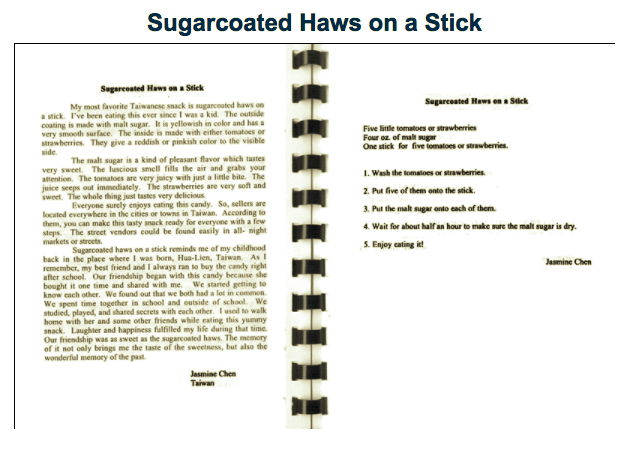 Sugarcoated Haws on a Stick
Sugarcoated Haws on a Stick
My most favorite Taiwanese snack is sugarcoated haws on
a stick. I've been eating this ever since I was a kid. The outside
coating is made with malt sugar. It is yellowish in color and has a
very smooth surface. The inside is made with either tomatoes or
strawberries. They give a reddish or pinkish color to the visible
side.
The malt sugar is a kind of pleasant flavor which tastes
very sweet. The luscious smell fills the air and grabs your
attention. The tomatoes are very juicy with just a little bite. The
juice seeps out immediately. The strawberries are very soft and
sweet. The whole thing just tastes very delicious.
Everyone surely enjoys eating this candy. So, sellers are
located everywhere in the cities or towns in Taiwan. According to
them, you can make this tasty snack ready for everyone with a few
steps. The street vendors could be found easily in all- night
markets or streets.
Sugarcoated haws on a stick reminds me of my childhood
back in the place where I was born, Hua-Lien, Taiwan. As I
remember, my best friend and I always ran to buy the candy right
after school. Our friendship began with this candy because she
bought it one time and shared with me. We started getting to
know each other. We found out that we both had a lot in common.
We spent time together in school and outside of school. We
studied, played, and shared secrets with each other. I used to walk
home with her and some other friends while eating this yummy
snack. Laughter and happiness fulfilled my life during that time.
Our friendship was as sweet as the sugarcoated haws. The memory
of it not only brings me the taste of the sweetness, but also the
wonderful memory of the past.
Jasmine Chen
Taiwan
Sugarcoated Haws on a Stick
Five little tomatoes or strawberries
Four oz. of malt sugar
One stick for five tomatoes or strawberries.
1. Wash the tomatoes or strawberries.
2. Put five of them onto the stick.
3. Put the malt sugar onto each of them.
4. Wait for about half an hour to make sure the malt sugar is dry.
5. Enjoy eating it!
Jasmine Chen